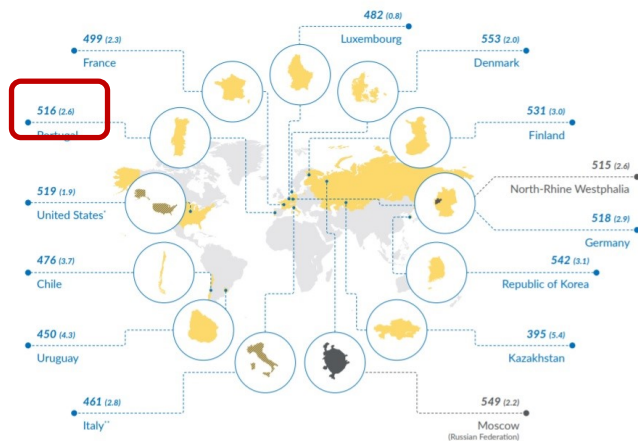 482 (0.8)
Luxembourg
499 (2.3)
France
553 (2.0)
Denmark
516 (2.6)
Portugal
531 (3.0)
Finland
515 (2.6)
North-Rhine Westphalia
519 (1.9)
United States*
518 (2.9)
Germany
476 (3.7)
Chile
542 (3.1)
Republic of Korea
450 (4.3)
Uruguay
395 (5.4)
Kazakhstan
461 (2.8)
Italy**
549 (2.2)
Moscow
(Russian Federation)